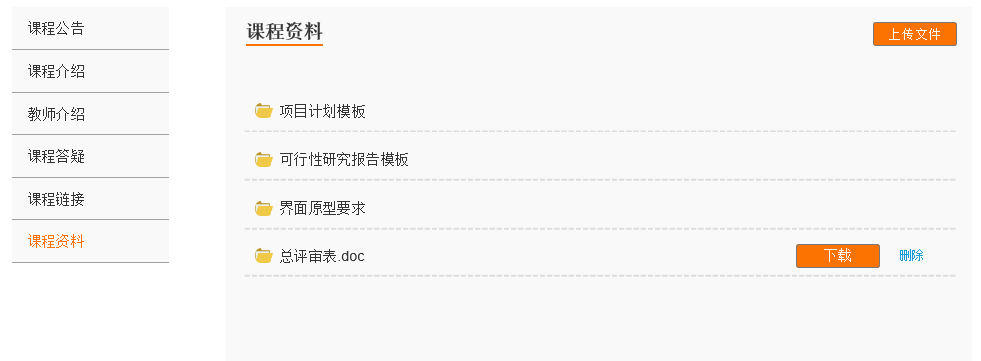 课程公告
课程介绍
教师介绍
课程答疑
课程链接
课程资料
课程资料
上传文件
项目计划模板
可行性研究报告模板
界面原型要求
总评审表.doc
下载
删除